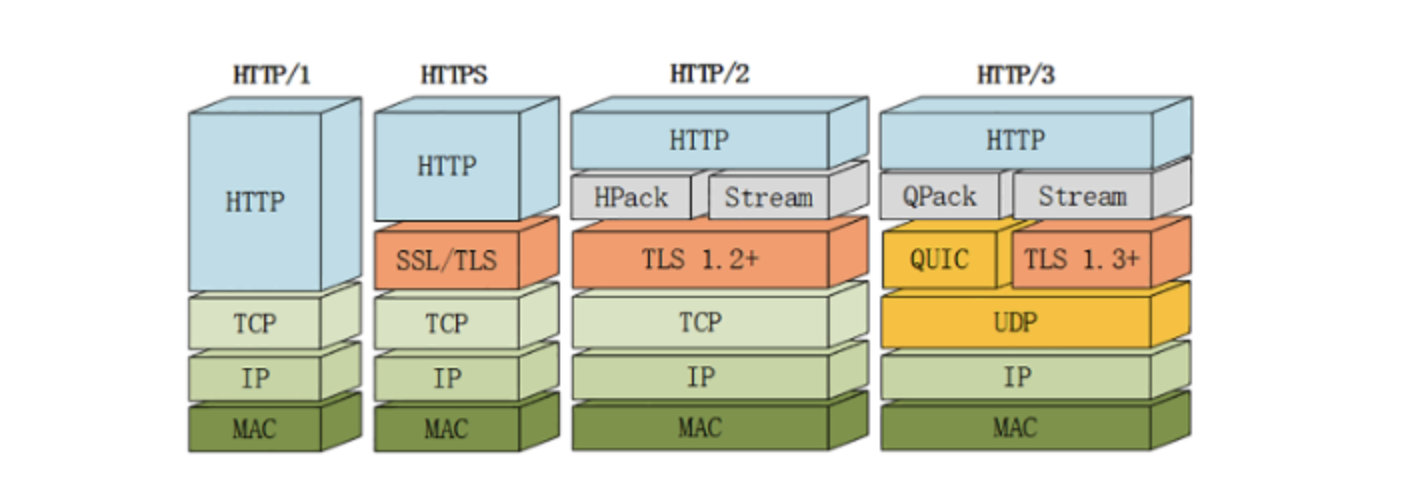 HTTP/1 HTTPS HTTP/2 HTTP/3
HTTP HTTP HTTP HTTP
HPack Stream QPack Stream
SSL/TLS TLS 1.2+ QUIC TLS 1.3+
TCP TCP TCP UDP
IP IP IP IP
MAC MAC MAC MAC